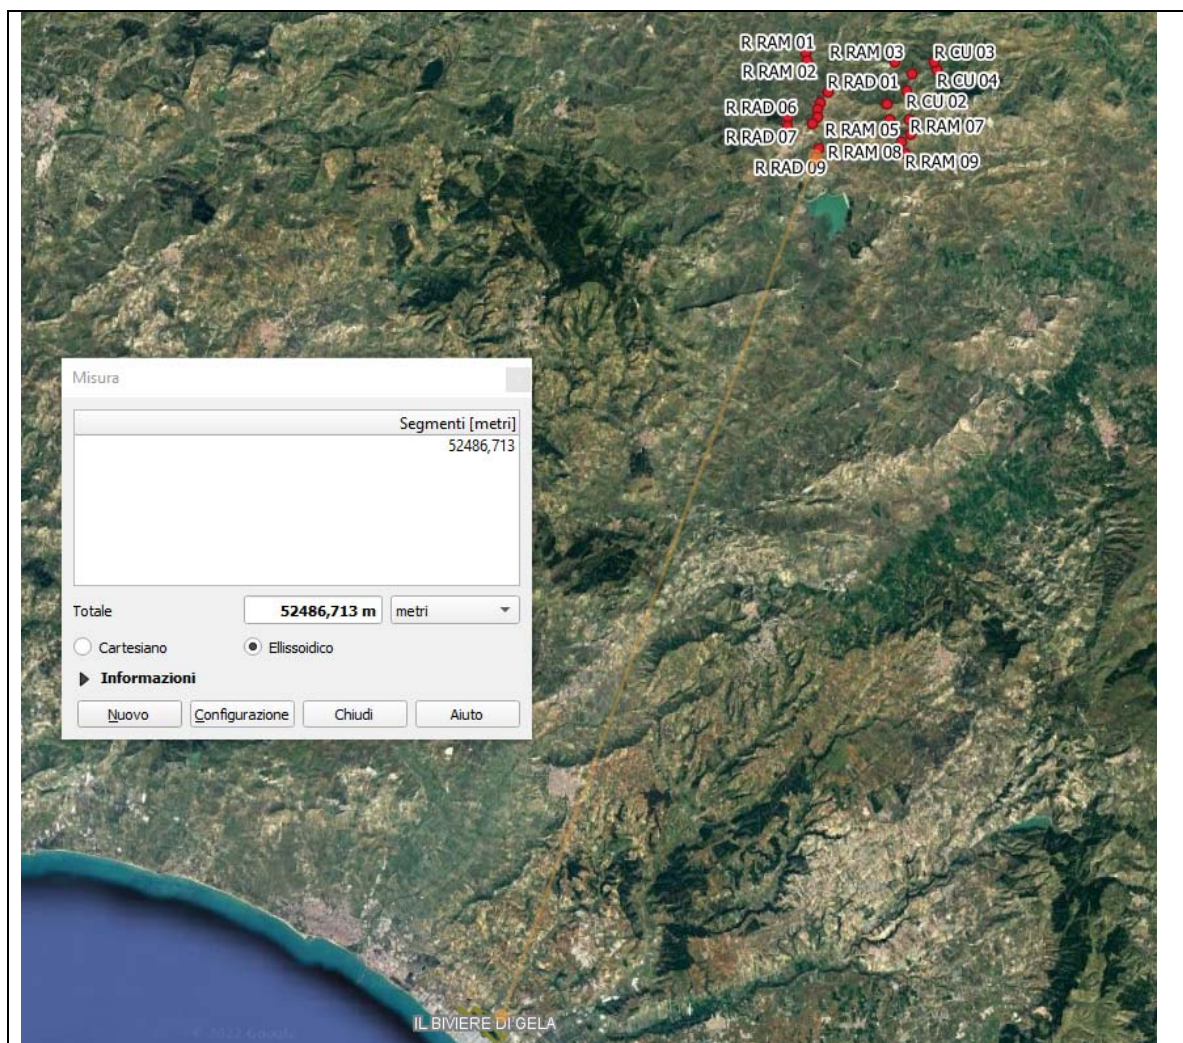 R RAM 01
R RAM 03
R CU 03
R RAM 02
R RAD 01
R CU 04
R RAD 06
R CU 02
R RAD 07
R RAM 05
R RAM 07
R RAD 09
R RAM 08
R RAM 09
Misura
Segmenti [metri]
52486,713
Totale
52486,713 m
metri
Cartesiano
Ellissoidico
Informazioni
Nuovo
Configurazione
Chiudi
Aiuto
IL BIVIERE DI GELA
© 2022 Google